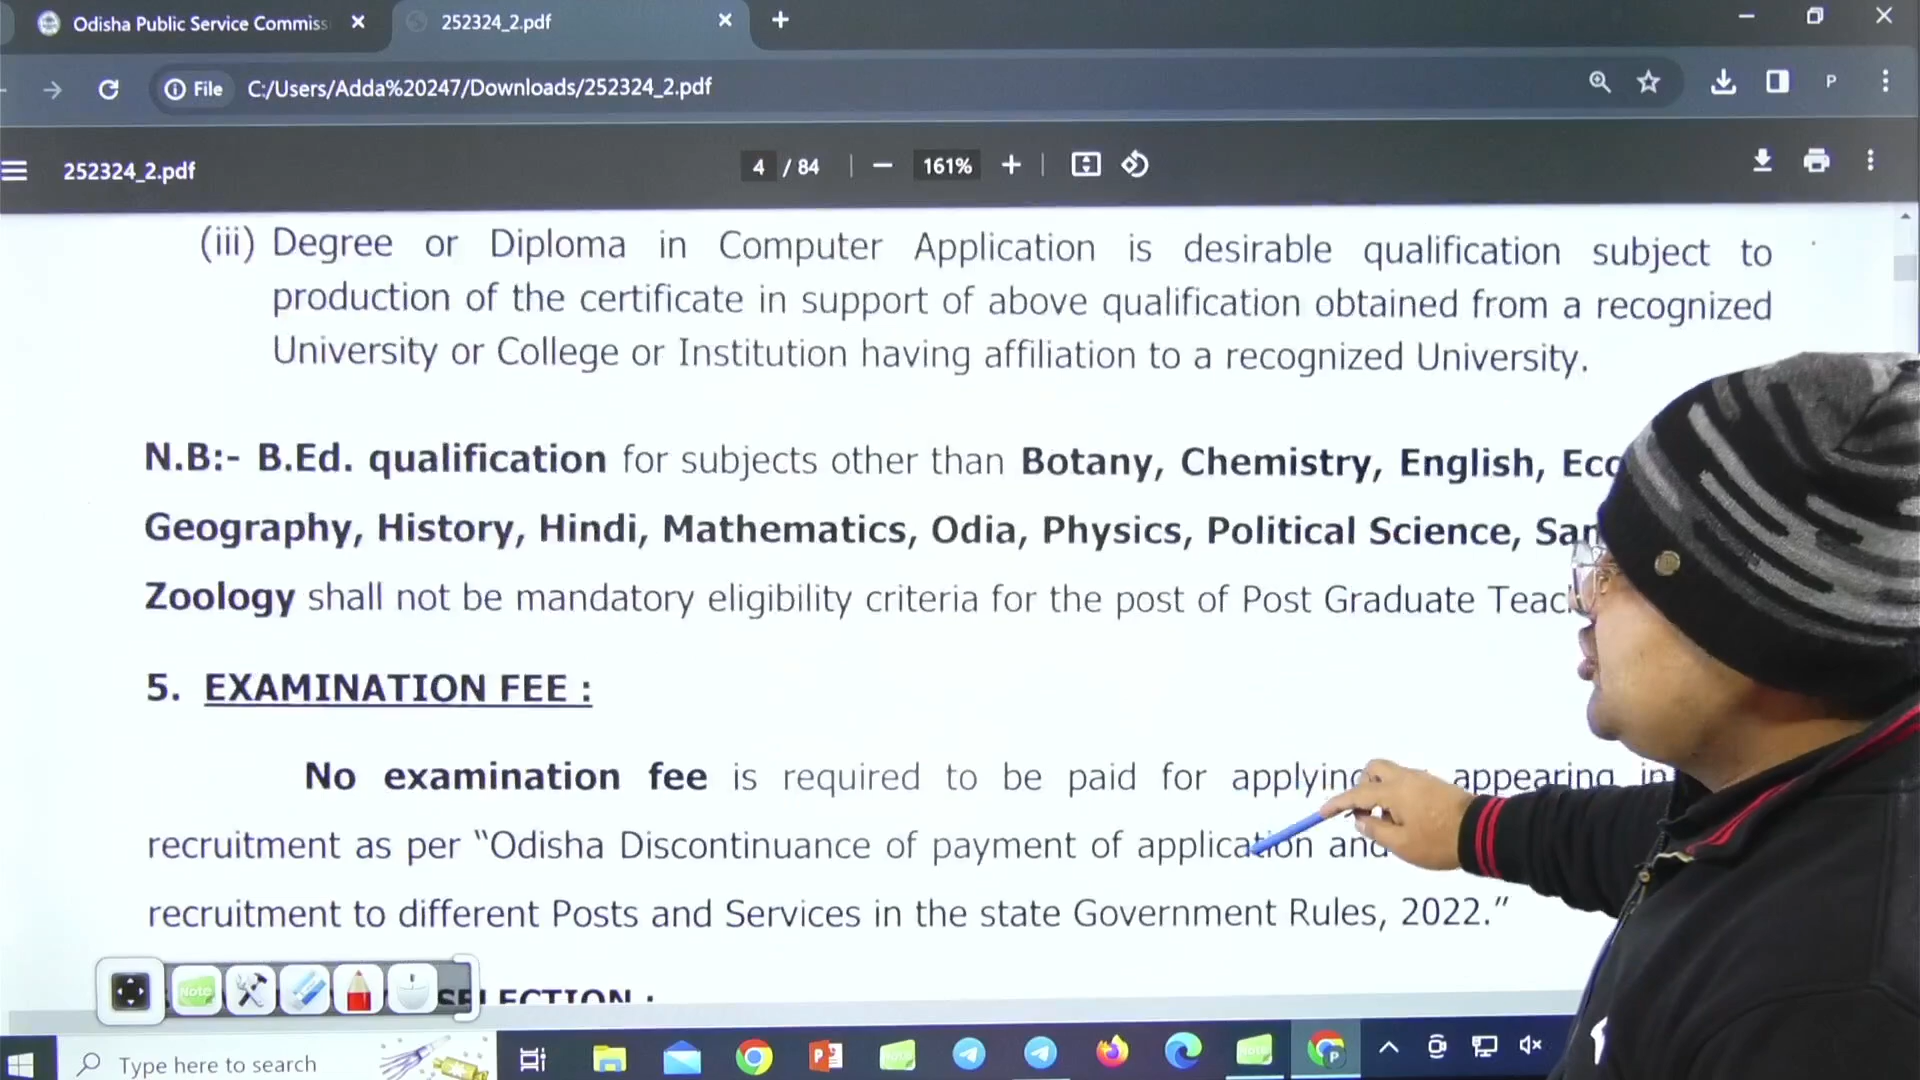 Odisha Public Service Commiss
252324_2.pdf
File C:/Users/Adda%20247/Downloads/252324_2.pdf
P
252324_2.pdf
4 / 84
161%
(iii) Degree or Diploma in Computer Application is desirable qualification subject to
production of the certificate in support of above qualification obtained from a recognized
University or College or Institution having affiliation to a recognized University.
N.B:- B.Ed. qualification for subjects other than Botany, Chemistry, English,
Geography, History, Hindi, Mathematics, Odia, Physics, Political Science,
Zoology shall not be mandatory eligibility criteria for the post of Post Graduate
5. EXAMINATION FEE :
No examination fee is required to be paid for applying appearing in
recruitment as per “Odisha Discontinuance of payment of application and
recruitment to different Posts and Services in the state Government Rules, 2022.”
Note
SELECTION :
Type here to search